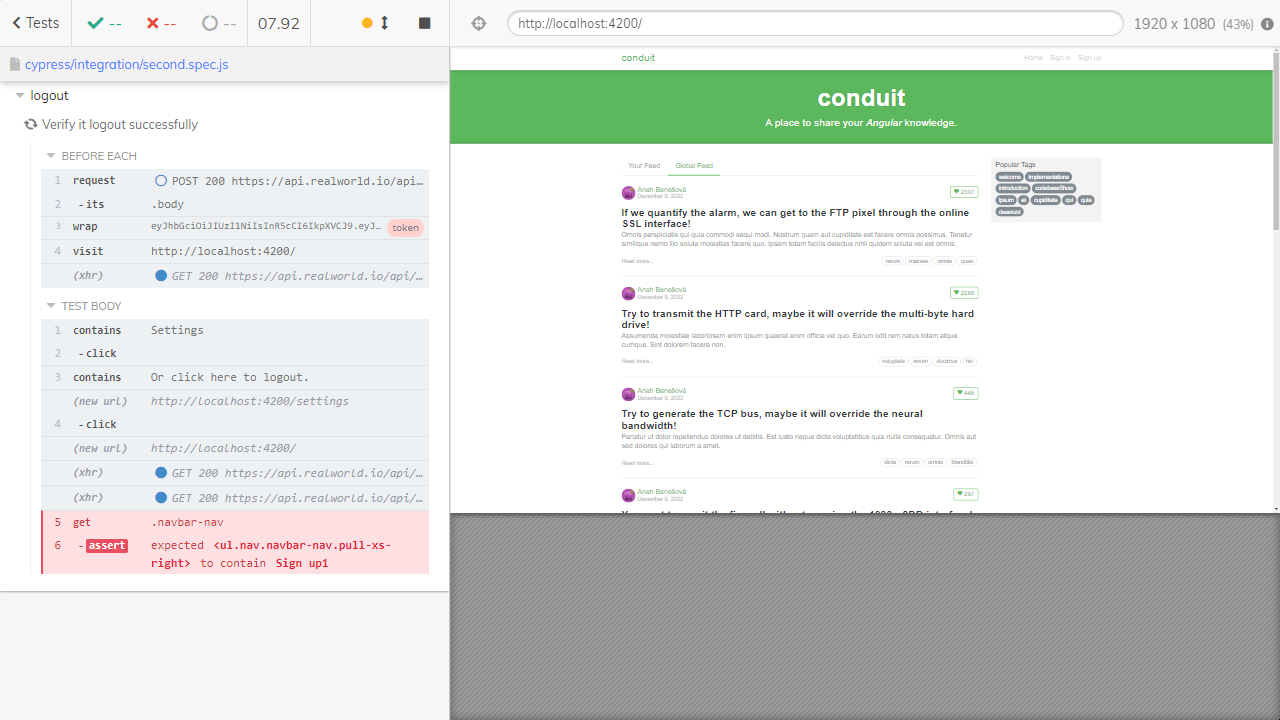 Tests
--
--
--
07.92
http://localhost:4200/
1920 x 1080 (43%)
cypress/integration/second.spec.js
logout
Verify it logout successfully
BEFORE EACH
1 request POST 200 https://api.realworld.io/api…
2 -its .body
3 wrap eyJhbGciOiJIUzI1NiIsInR5cCI6IkpXVCJ9.eyJ… token
4 visit http://localhost:4200/
(xhr) GET 200 https://api.realworld.io/api/…
TEST BODY
1 contains Settings
2 -click
3 contains Or click here to logout.
(new url) http://localhost:4200/settings
4 -click
(new url) http://localhost:4200/
(xhr) GET 200 https://api.realworld.io/api/…
(xhr) GET 200 https://api.realworld.io/api/…
5 get .navbar-nav
6 -assert expected <ul.nav.navbar-nav.pull-xs-
right> to contain Sign up1
conduit
Home Sign in Sign up
conduit
A place to share your Angular knowledge.
Your Feed Global Feed
Anah Benešová
December 9, 2022
2307
If we quantify the alarm, we can get to the FTP pixel through the online
SSL interface!
Omnis perspiciatis qui quia commodi sequi modi. Nostrum quam aut cupiditate est facere omnis possimus. Tenetur
similique nemo illo soluta molestias facere quo. Ipsam totam facilis delectus nihil quidem soluta vel est omnis.
Read more... rerum maiores omnis quae
Anah Benešová
December 9, 2022
2269
Try to transmit the HTTP card, maybe it will override the multi-byte hard
drive!
Assumenda molestiae laboriosam enim ipsum quaerat enim officia vel quo. Earum odit rem natus totam atque
cumque. Sint dolorem facere non.
Read more... voluptate rerum ducimus hic
Anah Benešová
December 9, 2022
448
Try to generate the TCP bus, maybe it will override the neural
bandwidth!
Pariatur ut dolor repellendus dolores ut debitis. Est iusto neque dicta voluptatibus quia nulla consequatur. Omnis aut
sed dolores qui laborum a amet.
Read more... dicta rerum omnis blanditiis
Anah Benešová
December 9, 2022
297
Popular Tags
welcome implementations
introduction codebaseShow
ipsum et cupiditate qui quia
deserunt